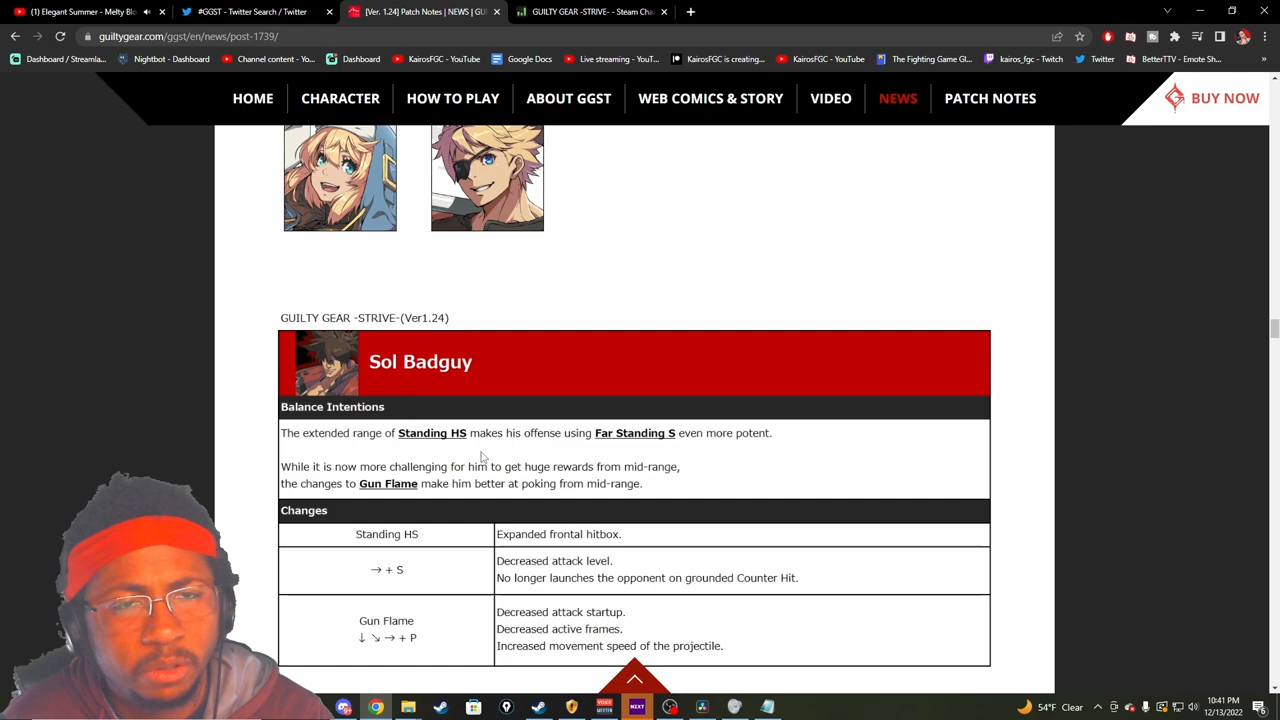 (1) Elegant Summer - Melty Blo
#GGST - Twitter Search / Twitter
[Ver. 1.24] Patch Notes | NEWS | GU
GUILTY GEAR -STRIVE- - Steam Cha
guiltygear.com/ggst/en/news/post-1739/
Dashboard / Streamla...
Nightbot - Dashboard
Channel content - Yo...
Dashboard
KairosFGC - YouTube
Google Docs
Live streaming - YouT...
KairosFGC is creating...
KairosFGC - YouTube
The Fighting Game Gl...
KairosFGC - Twitch
Twitter
BetterTTV - Emote Sh...
»
HOME
CHARACTER
HOW TO PLAY
ABOUT GGST
WEB COMICS & STORY
VIDEO
NEWS
PATCH NOTES
BUY NOW
GUILTY GEAR -STRIVE-(Ver1.24)
Sol Badguy
Balance Intentions
The extended range of Standing HS makes his offense using Far Standing S even more potent.
While it is now more challenging for him to get huge rewards from mid-range,
the changes to Gun Flame make him better at poking from mid-range.
Changes
Standing HS
Expanded frontal hitbox.
→ + S
Decreased attack level.
No longer launches the opponent on grounded Counter Hit.
Gun Flame
↓ ↘ → + P
Decreased attack startup.
Decreased active frames.
Increased movement speed of the projectile.
NZXT
54°F Clear
10:41 PM
12/13/2022